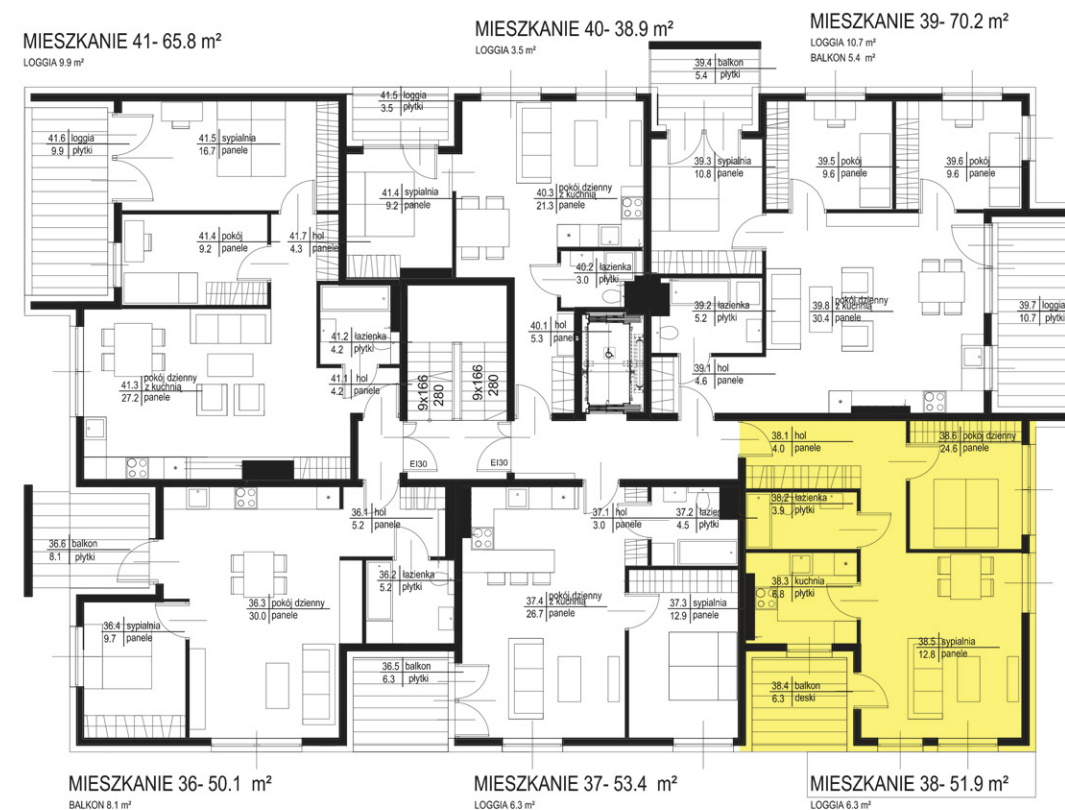 MIESZKANIE 41- 65.8 m²
LOGGIA 9.9 m²
MIESZKANIE 40- 38.9 m²
LOGGIA 3.5 m²
MIESZKANIE 39- 70.2 m²
LOGGIA 10.7 m²
BALKON 5.4 m²
41.6 loggia
9.9 płytki
41.5 sypialnia
16.7 panele
41.5 loggia
3.5 płytki
39.4 balkon
5.4 płytki
41.4 sypialnia
9.2 panele
40.3 pokój dzienny
z kuchnią
21.3 panele
39.3 sypialnia
10.8 panele
39.5 pokój
9.6 panele
39.6 pokój
9.6 panele
41.4 pokój
9.2 panele
41.7 hol
4.3 panele
40.2 łazienka
3.0 płytki
39.2 łazienka
5.2 płytki
39.8 pokój dzienny
z kuchnią
30.4 panele
39.7 loggia
10.7 płytki
41.2 łazienka
4.2 płytki
40.1 hol
5.3 panele
41.3 pokój dzienny
z kuchnią
27.2 panele
41.1 hol
4.2 panele
9x166
280
9x166
280
39.1 hol
4.6 panele
EI30
EI30
38.1 hol
4.0 panele
38.6 pokój dzienny
24.6 panele
38.2 łazienka
3.9 płytki
36.1 hol
5.2 panele
37.1 hol
3.0 panele
37.2
4.5 płytki
36.6 balkon
8.1 płytki
36.2 łazienka
5.2 płytki
38.3 kuchnia
6.8 płytki
36.3 pokój dzienny
30.0 panele
37.4 pokój dzienny
z kuchnią
26.7 panele
37.3 sypialnia
12.9 panele
36.4 sypialnia
9.7 panele
38.5 sypialnia
12.8 panele
36.5 balkon
6.3 płytki
38.4 balkon
6.3 deski
MIESZKANIE 36- 50.1 m²
BALKON 8.1 m²
MIESZKANIE 37- 53.4 m²
LOGGIA 6.3 m²
MIESZKANIE 38- 51.9 m²
LOGGIA 6.3 m²